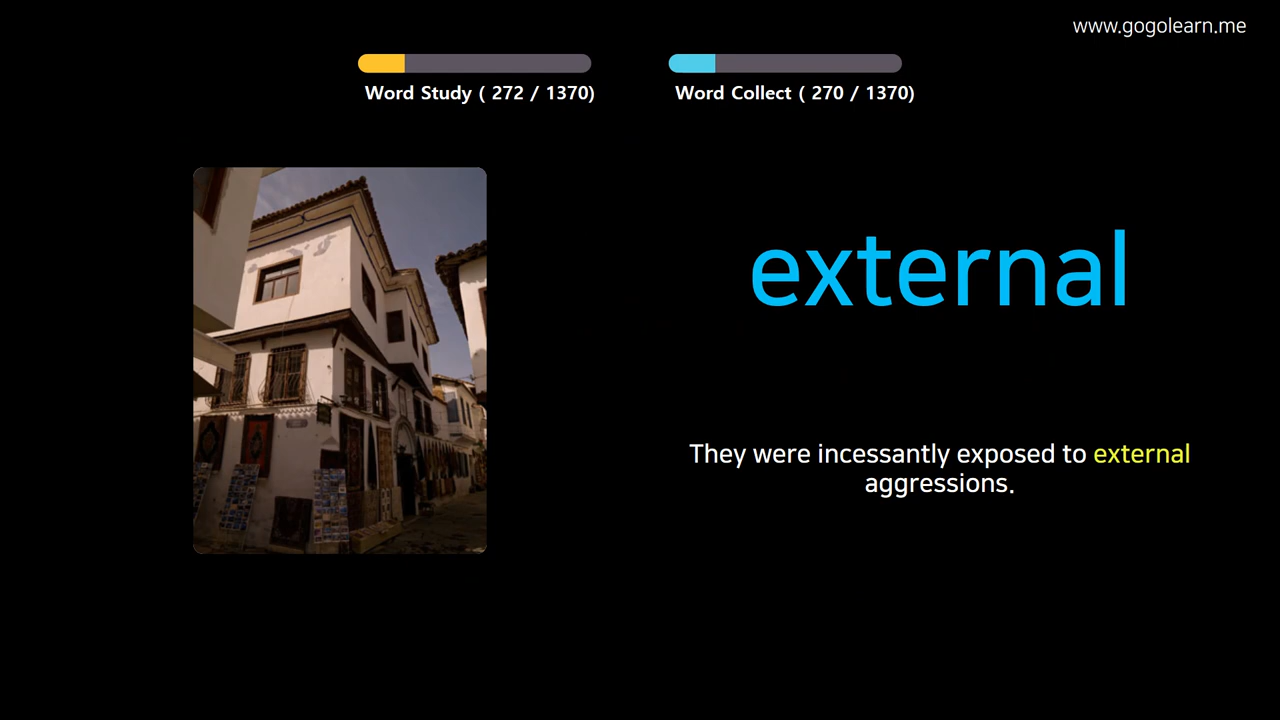 www.gogolearn.me
Word Study ( 272 / 1370)
Word Collect ( 270 / 1370)
external
They were incessantly exposed to external
aggressions.